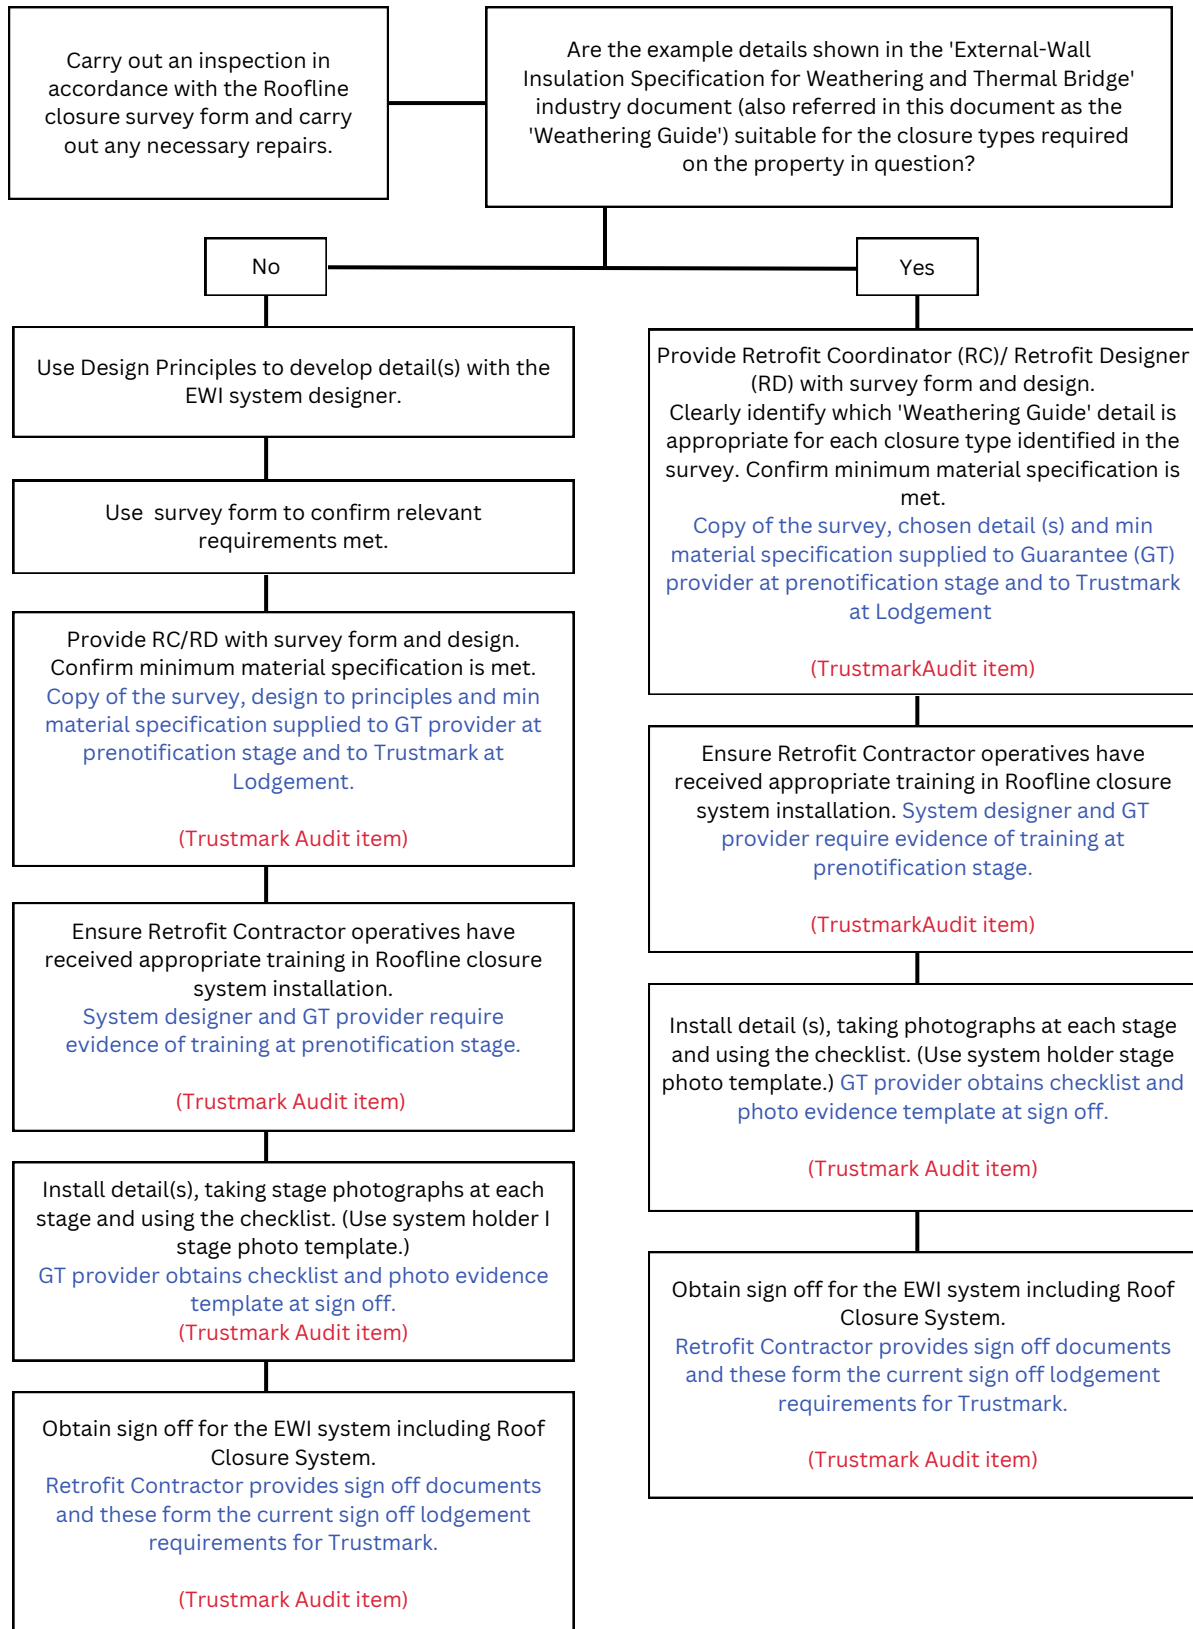 Carry out an inspection in
accordance with the Roofline
closure survey form and carry
out any necessary repairs.
Are the example details shown in the 'External-Wall
Insulation Specification for Weathering and Thermal Bridge'
industry document (also referred in this document as the
'Weathering Guide') suitable for the closure types required
on the property in question?
No
Use Design Principles to develop detail(s) with the
EWI system designer.
Use  survey form to confirm relevant
requirements met.
Provide RC/RD with survey form and design.
Confirm minimum material specification is met.
Copy of the survey, design to principles and min
material specification supplied to GT provider at
prenotification stage and to Trustmark at
Lodgement.
(Trustmark Audit item)
Ensure Retrofit Contractor operatives have
received appropriate training in Roofline closure
system installation.
System designer and GT provider require
evidence of training at prenotification stage.
(Trustmark Audit item)
Install detail(s), taking stage photographs at each
stage and using the checklist. (Use system holder I
stage photo template.)
GT provider obtains checklist and photo evidence
template at sign off.
(Trustmark Audit item)
Obtain sign off for the EWI system including Roof
Closure System.
Retrofit Contractor provides sign off documents
and these form the current sign off lodgement
requirements for Trustmark.
(Trustmark Audit item)
Yes
Provide Retrofit Coordinator (RC)/ Retrofit Designer
(RD) with survey form and design.
Clearly identify which 'Weathering Guide' detail is
appropriate for each closure type identified in the
survey. Confirm minimum material specification is
met.
Copy of the survey, chosen detail (s) and min
material specification supplied to Guarantee (GT)
provider at prenotification stage and to Trustmark
at Lodgement
(TrustmarkAudit item)
Ensure Retrofit Contractor operatives have
received appropriate training in Roofline closure
system installation. System designer and GT
provider require evidence of training at
prenotification stage.
(TrustmarkAudit item)
Install detail (s), taking photographs at each stage
and using the checklist. (Use system holder stage
photo template.) GT provider obtains checklist and
photo evidence template at sign off.
(Trustmark Audit item)
Obtain sign off for the EWI system including Roof
Closure System.
Retrofit Contractor provides sign off documents
and these form the current sign off lodgement
requirements for Trustmark.
(Trustmark Audit item)